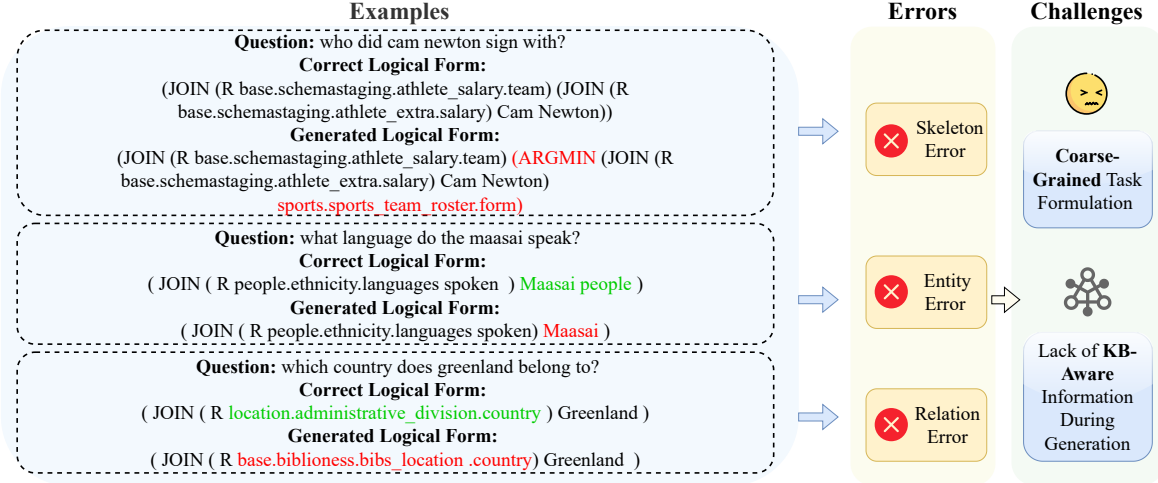 Examples
Question: who did cam newton sign with?
Correct Logical Form:
(JOIN (R base.schemastaging.athlete_salary.team) (JOIN (R
base.schemastaging.athlete_extra.salary) Cam Newton))
Generated Logical Form:
(JOIN (R base.schemastaging.athlete_salary.team) (ARGMIN (JOIN (R
base.schemastaging.athlete_extra.salary) Cam Newton)
sports.sports_team_roster.form)
Question: what language do the maasai speak?
Correct Logical Form:
( JOIN ( R people.ethnicity.languages spoken ) Maasai people )
Generated Logical Form:
( JOIN ( R people.ethnicity.languages spoken) Maasai )
Question: which country does greenland belong to?
Correct Logical Form:
( JOIN ( R location.administrative_division.country ) Greenland )
Generated Logical Form:
( JOIN ( R base.biblioness.bibs_location .country) Greenland )
Errors
Skeleton
Error
Entity
Error
Relation
Error
Challenges
Coarse-
Grained Task
Formulation
Lack of KB-
Aware
Information
During
Generation